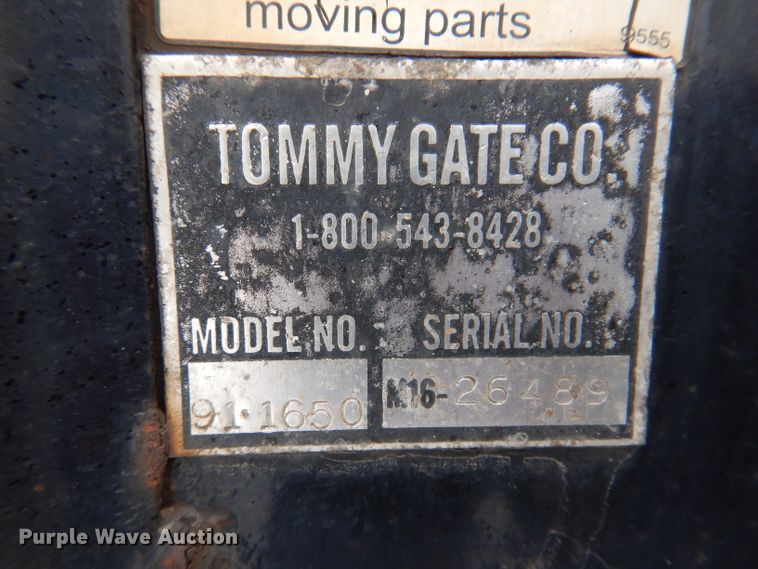 moving parts
9555
TOMMY GATE CO.
1-800 543-8428
MODEL NO. SERIAL NO.
91-1650 M16-26489
Purple Wave Auction